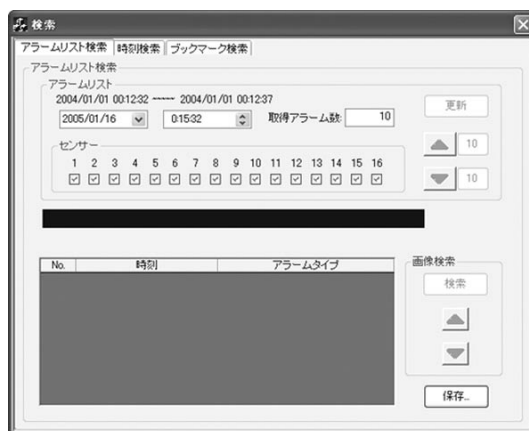 検索
アラームリスト検索 時刻検索 ブックマーク検索
アラームリスト検索
アラームリスト
2004/01/01 00:12:32 ----- 2004/01/01 00:12:37
2005/01/16 0:15:32 取得アラーム数: 10
更新
センサー
1 2 3 4 5 6 7 8 9 10 11 12 13 14 15 16
10
10
No. 時刻 アラームタイプ
画像検索
検索
保存...